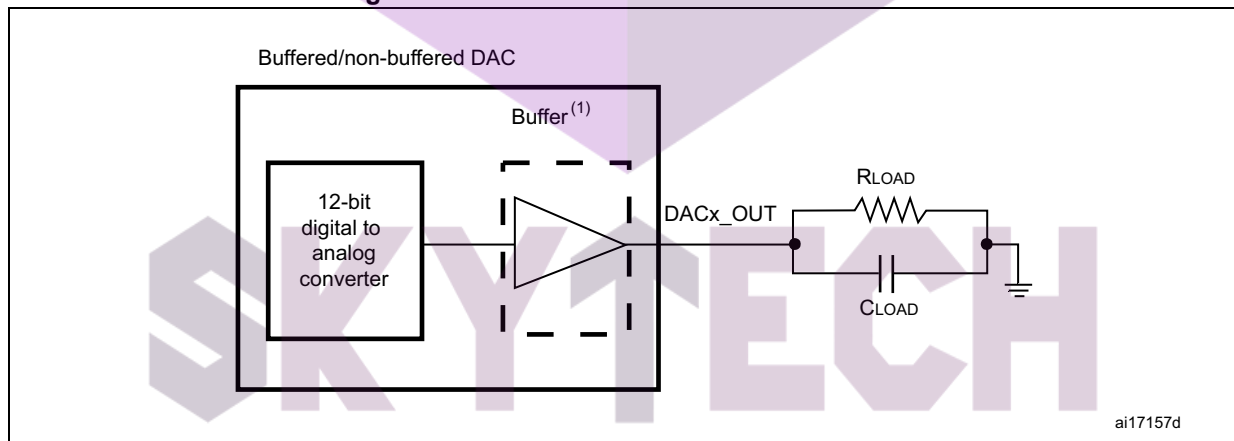 Buffered/non-buffered DAC
Buffer(1)
12-bit
digital to
analog
converter
DACx_OUT
RLOAD
CLOAD
SKYTECH
ai17157d